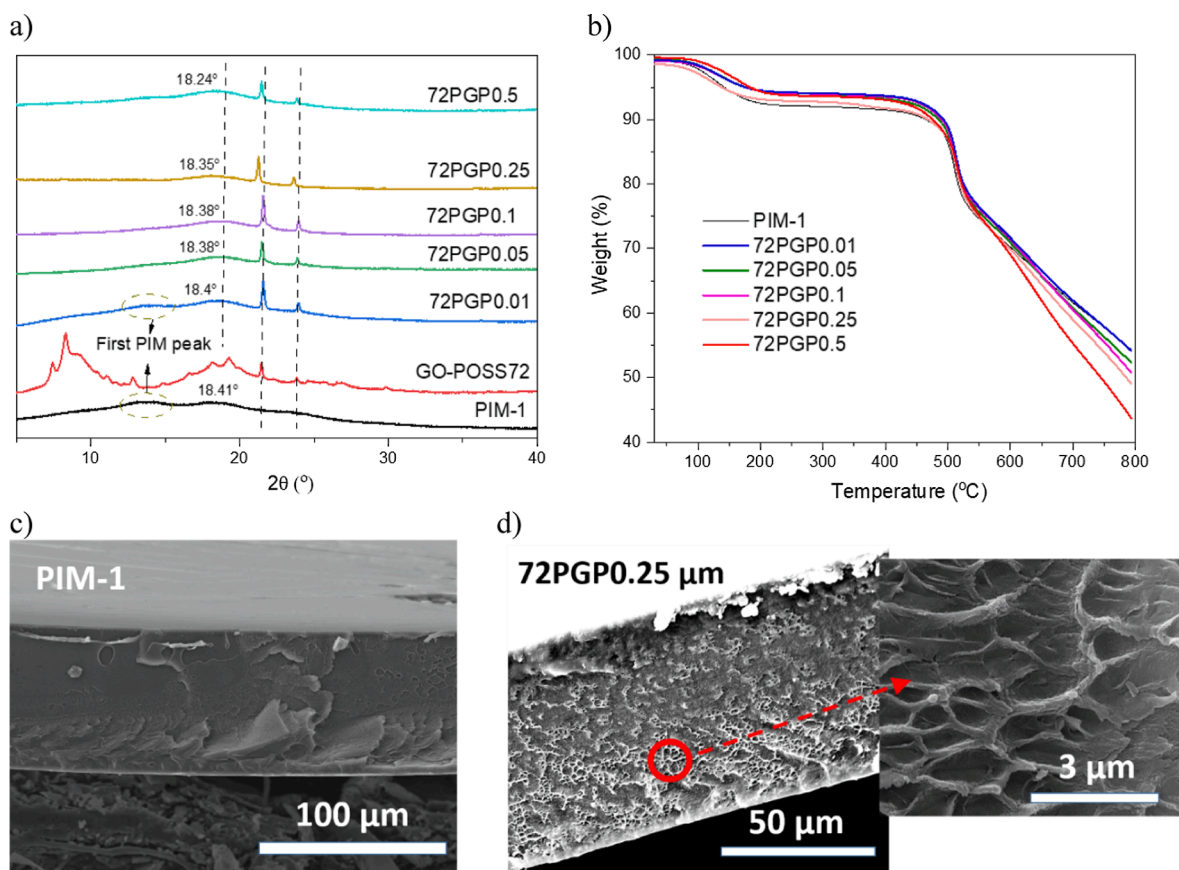 a)
18.24°
72PGP0.5
18.35°
72PGP0.25
18.38°
72PGP0.1
18.38°
72PGP0.05
18.4°
72PGP0.01
First PIM peak
GO-POSS72
18.41°
PIM-1
10 20 30 40
2θ (°)
b)
100
90
80
70
60
50
40
Weight (%)
PIM-1
72PGP0.01
72PGP0.05
72PGP0.1
72PGP0.25
72PGP0.5
100 200 300 400 500 600 700 800
Temperature (°C)
c)
PIM-1
100 µm
d)
72PGP0.25 µm
50 µm
3 µm